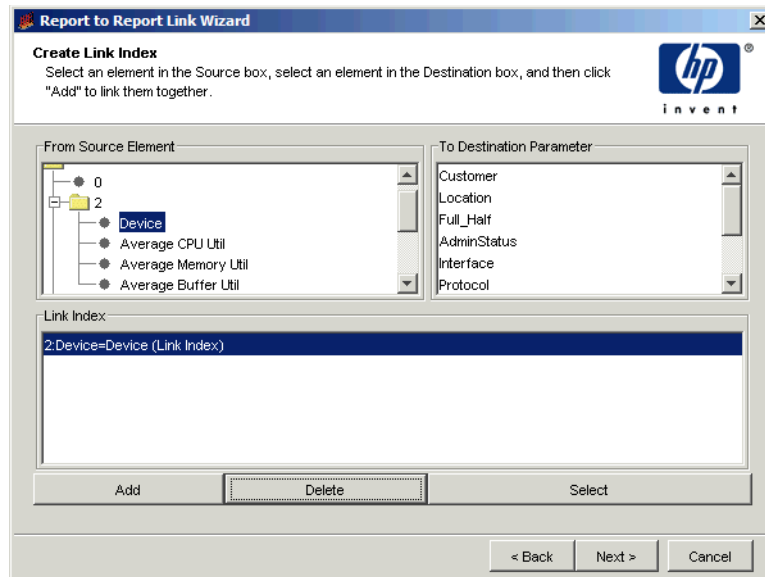 Report to Report Link Wizard
Create Link Index
Select an element in the Source box, select an element in the Destination box, and then click
"Add" to link them together.
hp
®
invent
From Source Element
0
2
Device
Average CPU Util
Average Memory Util
Average Buffer Util
To Destination Parameter
Customer
Location
Full_Half
AdminStatus
Interface
Protocol
Link Index
2:Device=Device (Link Index)
Add
Delete
Select
< Back
Next >
Cancel